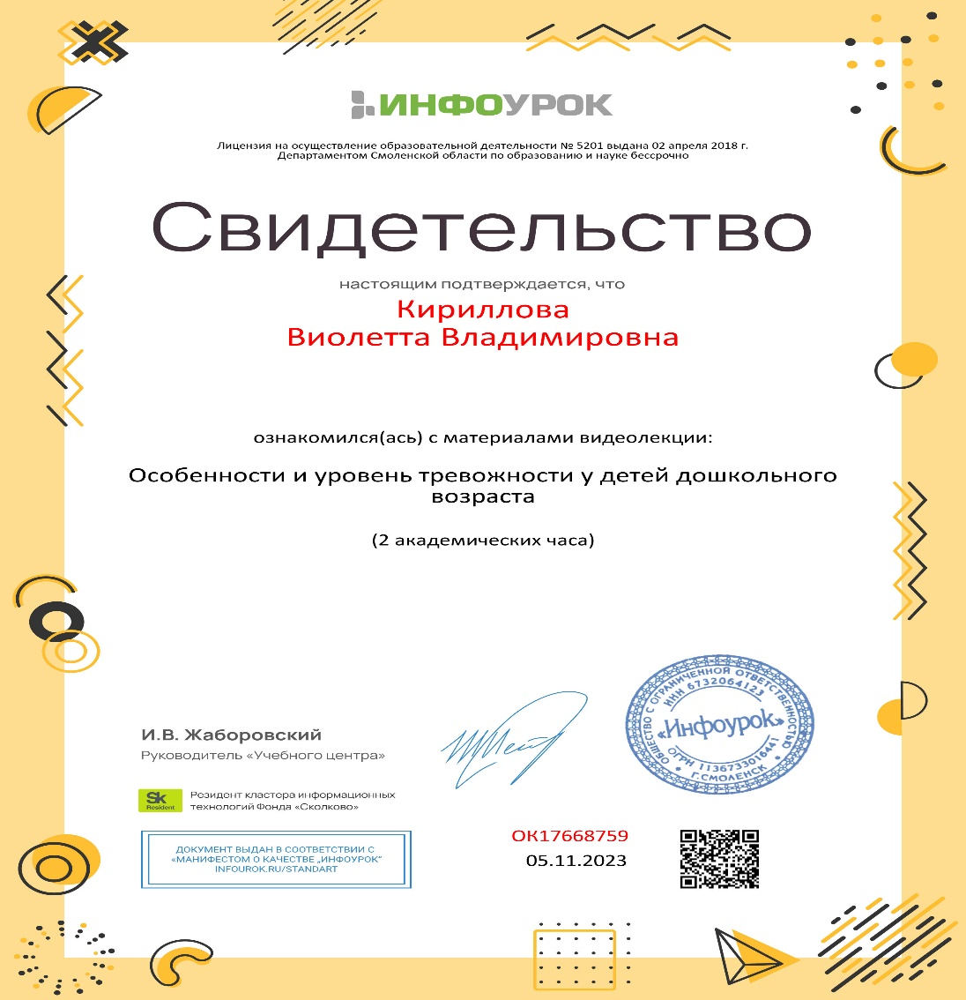 ИНФОУРОК
Лицензия на осуществление образовательной деятельности № 5201 выдана 02 апреля 2018 г.
Департаментом Смоленской области по образованию и науке бессрочно
Свидетельство
настоящим подтверждается, что
Кириллова
Виолетта Владимировна
ознакомился(ась) с материалами видеолекции:
Особенности и уровень тревожности у детей дошкольного
возраста
(2 академических часа)
И.В. Жаборовский
Руководитель «Учебного центра»
ОБЩЕСТВО С ОГРАНИЧЕННОЙ ОТВЕТСТВЕННОСТЬЮ
ИНН 6732064123
«Инфоурок»
ОГРН 1136733016441
Г.СМОЛЕНСК
Sk
Resident
Резидент кластера информационных
технологий Фонда «Сколково»
ДОКУМЕНТ ВЫДАН В СООТВЕТСТВИИ С
«МАНИФЕСТОМ О КАЧЕСТВЕ „ИНФОУРОК“
INFOUROK.RU/STANDART
ОК17668759
05.11.2023